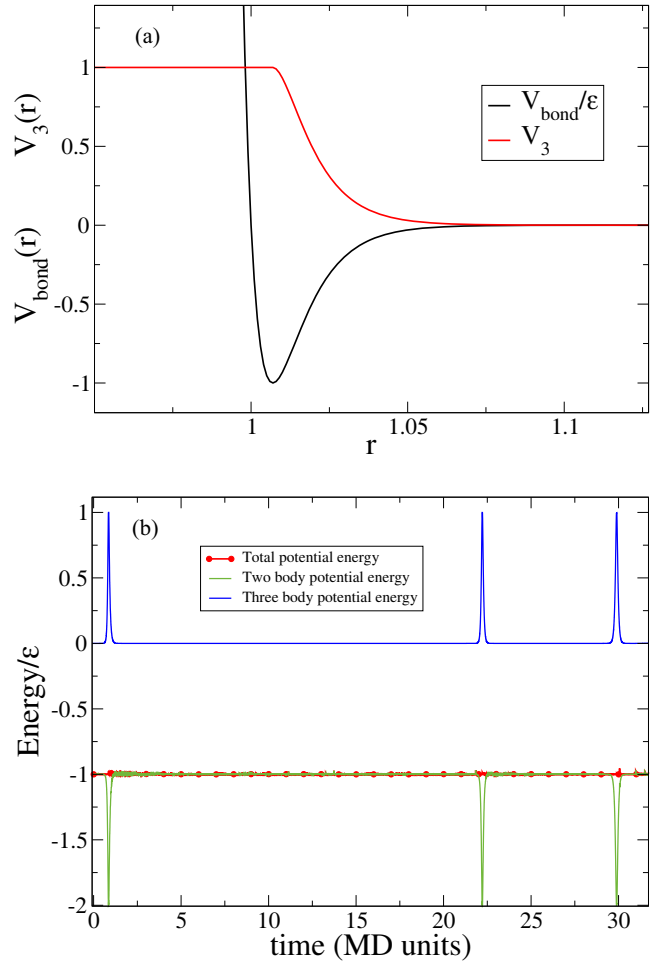 (a)
1
0.5
0
-0.5
-1
V_3(r)
V_bond(r)
V_bond/ε
V_3
1
1.05
1.1
r
(b)
1
0.5
0
-0.5
-1
-1.5
-2
Energy/ε
Total potential energy
Two body potential energy
Three body potential energy
0 5 10 15 20 25 30
time (MD units)